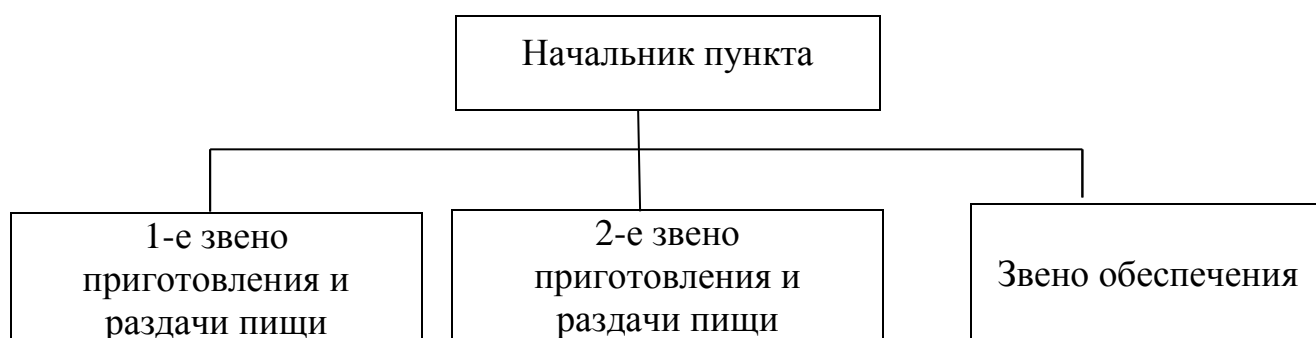 Начальник пункта
1-е звено
приготовления и
раздачи пищи
2-е звено
приготовления и
раздачи пищи
Звено обеспечения